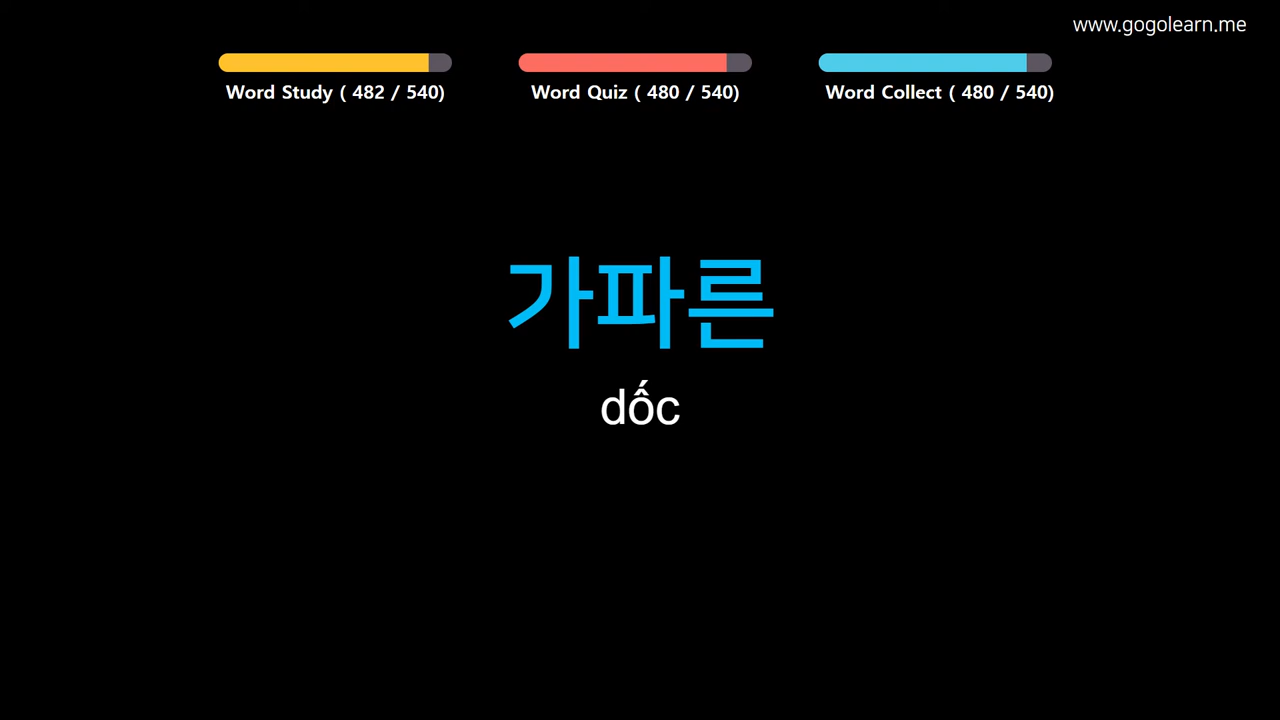 www.gogolearn.me
Word Study ( 482 / 540)
Word Quiz ( 480 / 540)
Word Collect ( 480 / 540)
가파른
dốc